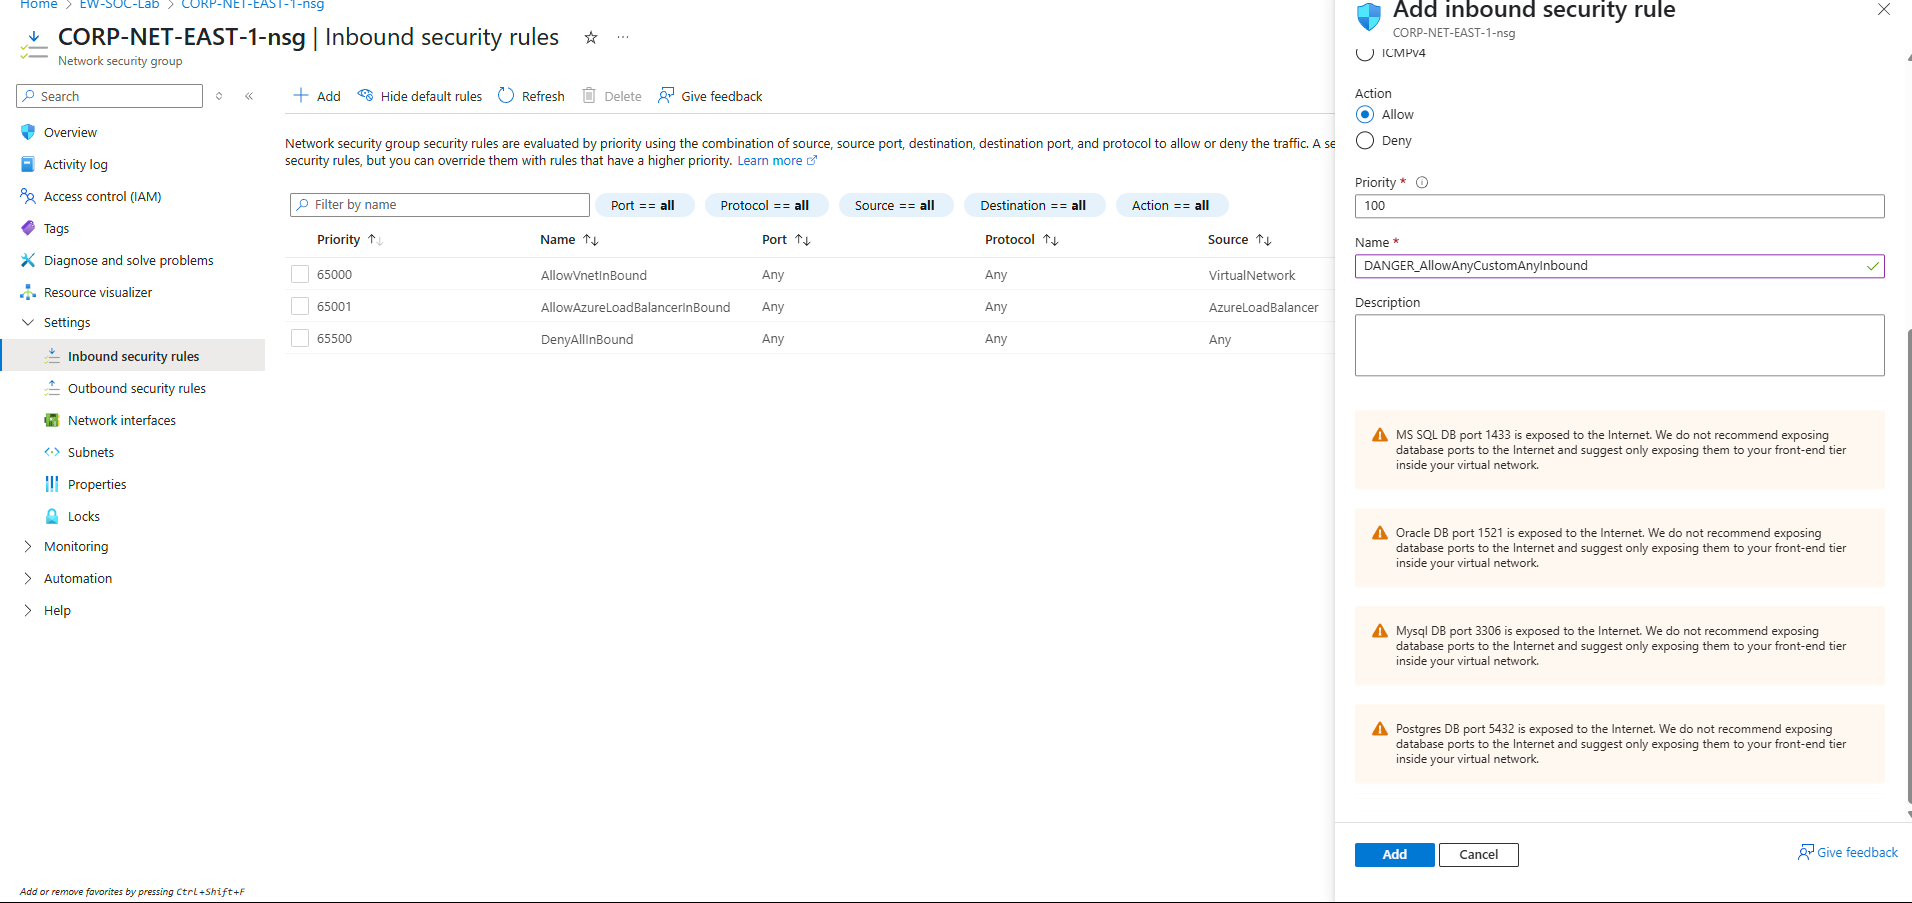 Home > EW-SOC-Lab > CORP-NET-EAST-1-nsg
CORP-NET-EAST-1-nsg | Inbound security rules
Network security group
Search
Overview
Activity log
Access control (IAM)
Tags
Diagnose and solve problems
Resource visualizer
Settings
Inbound security rules
Outbound security rules
Network interfaces
Subnets
Properties
Locks
Monitoring
Automation
Help
Add or remove favorites by pressing Ctrl+Shift+F
Add Hide default rules Refresh Delete Give feedback
Network security group security rules are evaluated by priority using the combination of source, source port, destination, destination port, and protocol to allow or deny the traffic. A se
security rules, but you can override them with rules that have a higher priority. Learn more
Filter by name Port == all Protocol == all Source == all Destination == all Action == all
Priority Name Port Protocol Source
65000 AllowVnetInBound Any Any VirtualNetwork
65001 AllowAzureLoadBalancerInBound Any Any AzureLoadBalancer
65500 DenyAllInBound Any Any Any
Add inbound security rule
CORP-NET-EAST-1-nsg
ICMPv4
Action
Allow
Deny
Priority *
100
Name *
DANGER_AllowAnyCustomAnyInbound
Description
MS SQL DB port 1433 is exposed to the Internet. We do not recommend exposing
database ports to the Internet and suggest only exposing them to your front-end tier
inside your virtual network.
Oracle DB port 1521 is exposed to the Internet. We do not recommend exposing
database ports to the Internet and suggest only exposing them to your front-end tier
inside your virtual network.
Mysql DB port 3306 is exposed to the Internet. We do not recommend exposing
database ports to the Internet and suggest only exposing them to your front-end tier
inside your virtual network.
Postgres DB port 5432 is exposed to the Internet. We do not recommend exposing
database ports to the Internet and suggest only exposing them to your front-end tier
inside your virtual network.
Add Cancel Give feedback